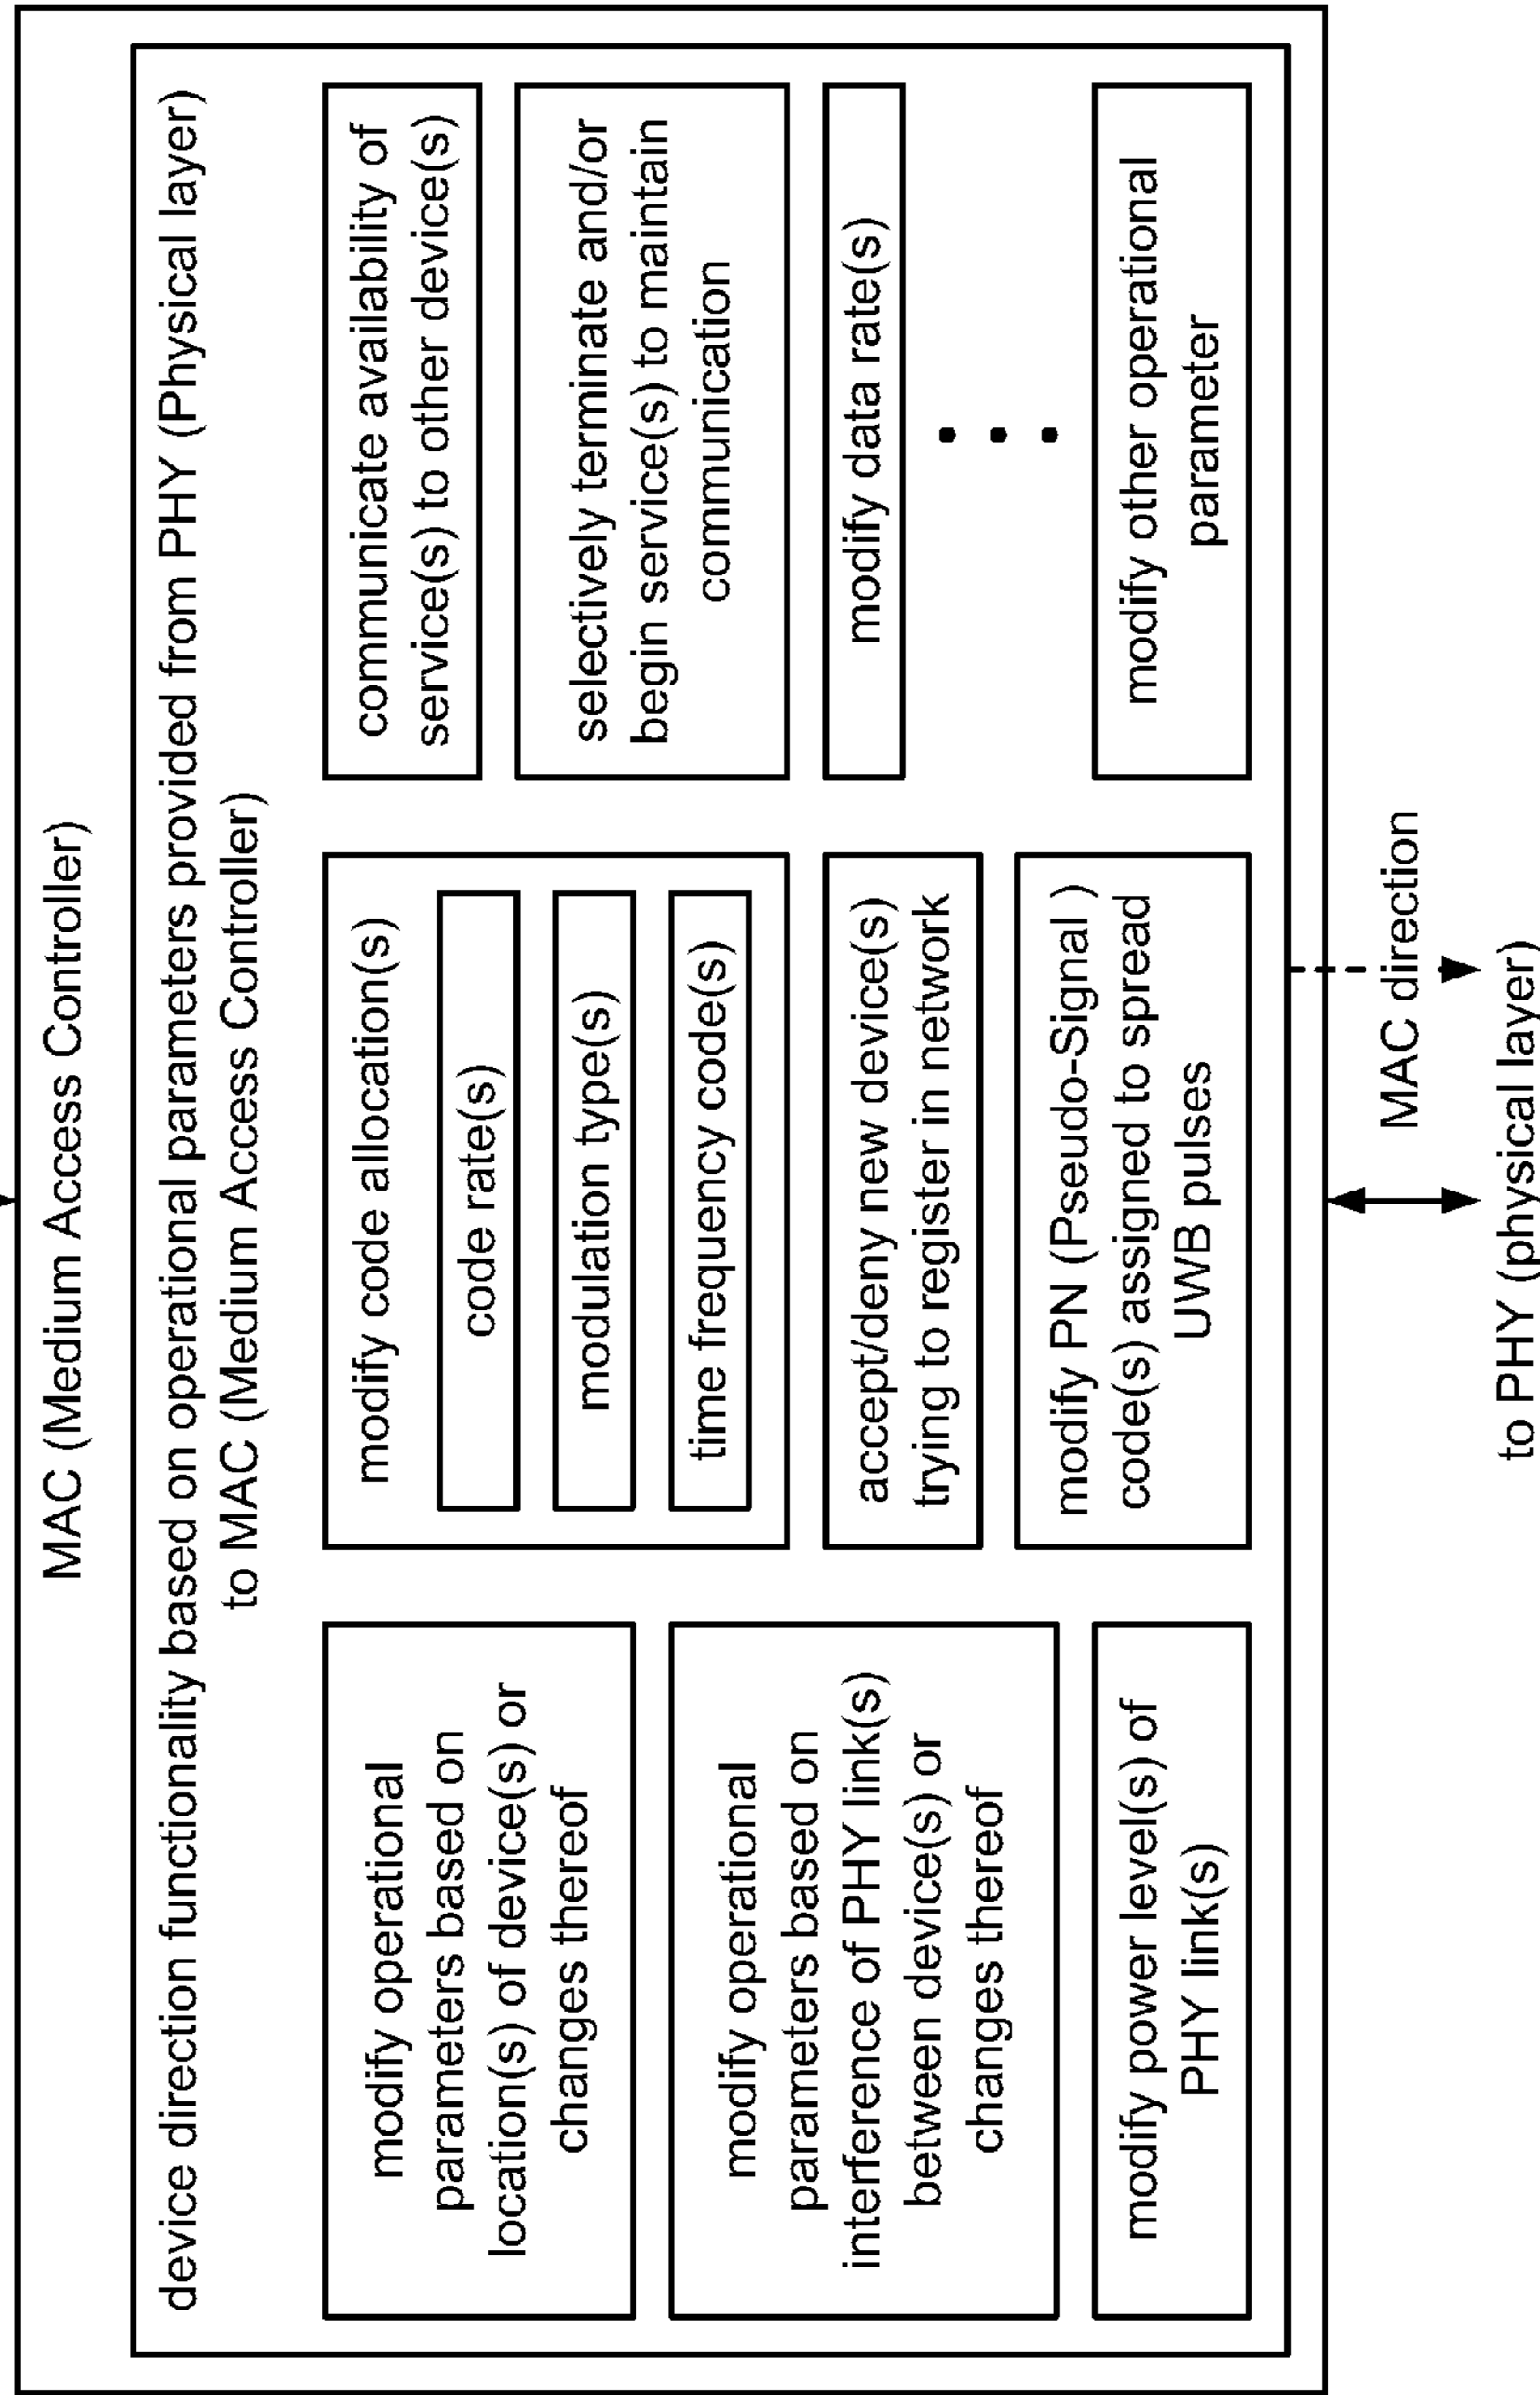 MAC (Medium Access Controller)
device direction functionality based on operational parameters provided from PHY (Physical layer)
to MAC (Medium Access Controller)
modify operational
parameters based on
location(s) of device(s) or
changes thereof
modify operational
parameters based on
interference of PHY link(s)
between device(s) or
changes thereof
modify power level(s) of
PHY link(s)
modify code allocation(s)
code rate(s)
modulation type(s)
time frequency code(s)
accept/deny new device(s)
trying to register in network
modify PN (Pseudo-Signal )
code(s) assigned to spread
UWB pulses
communicate availability of
service(s) to other device(s)
selectively terminate and/or
begin service(s) to maintain
communication
modify data rate(s)
modify other operational
parameter
MAC direction
to PHY (physical layer)